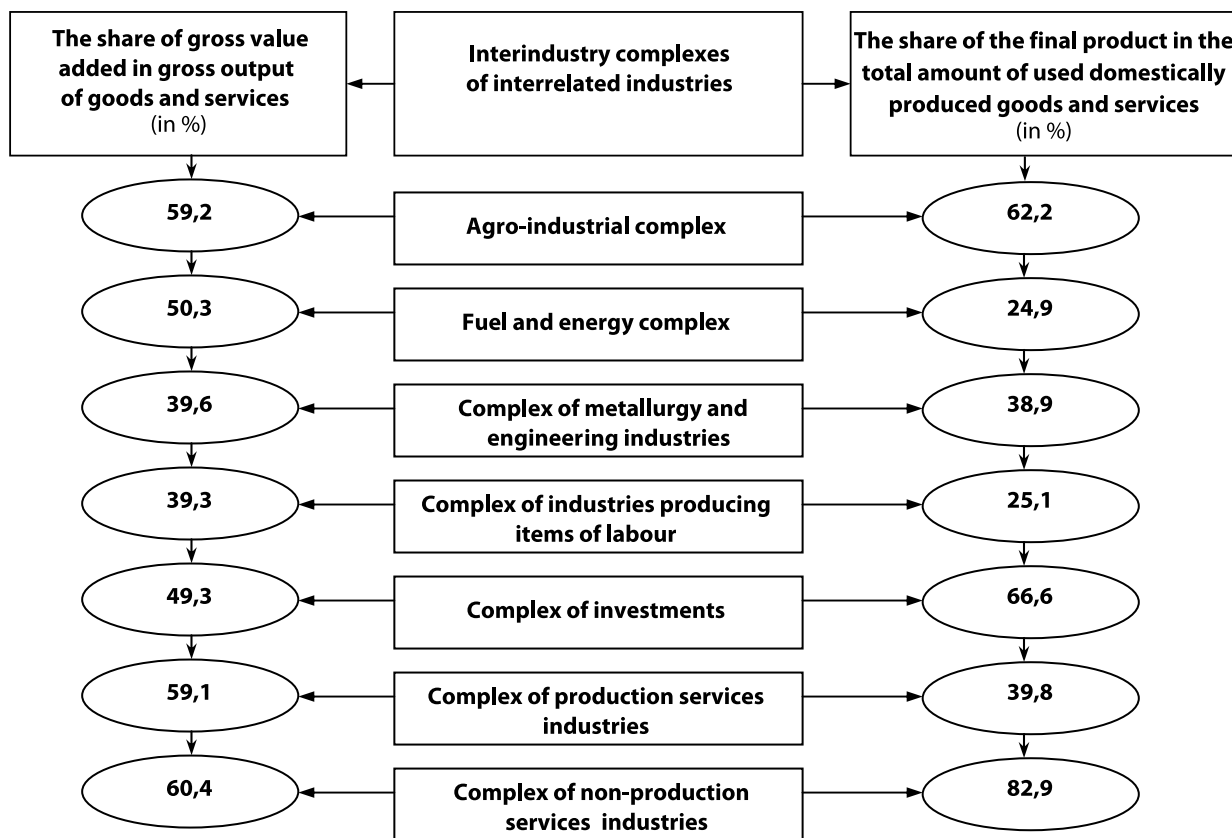 The share of gross value
added in gross output
of goods and services
(in %)
Interindustry complexes
of interrelated industries
The share of the final product in the
total amount of used domestically
produced goods and services
(in %)
59,2
Agro-industrial complex
62,2
50,3
Fuel and energy complex
24,9
39,6
Complex of metallurgy and
engineering industries
38,9
39,3
Complex of industries producing
items of labour
25,1
49,3
Complex of investments
66,6
59,1
Complex of production services
industries
39,8
60,4
Complex of non-production
services industries
82,9